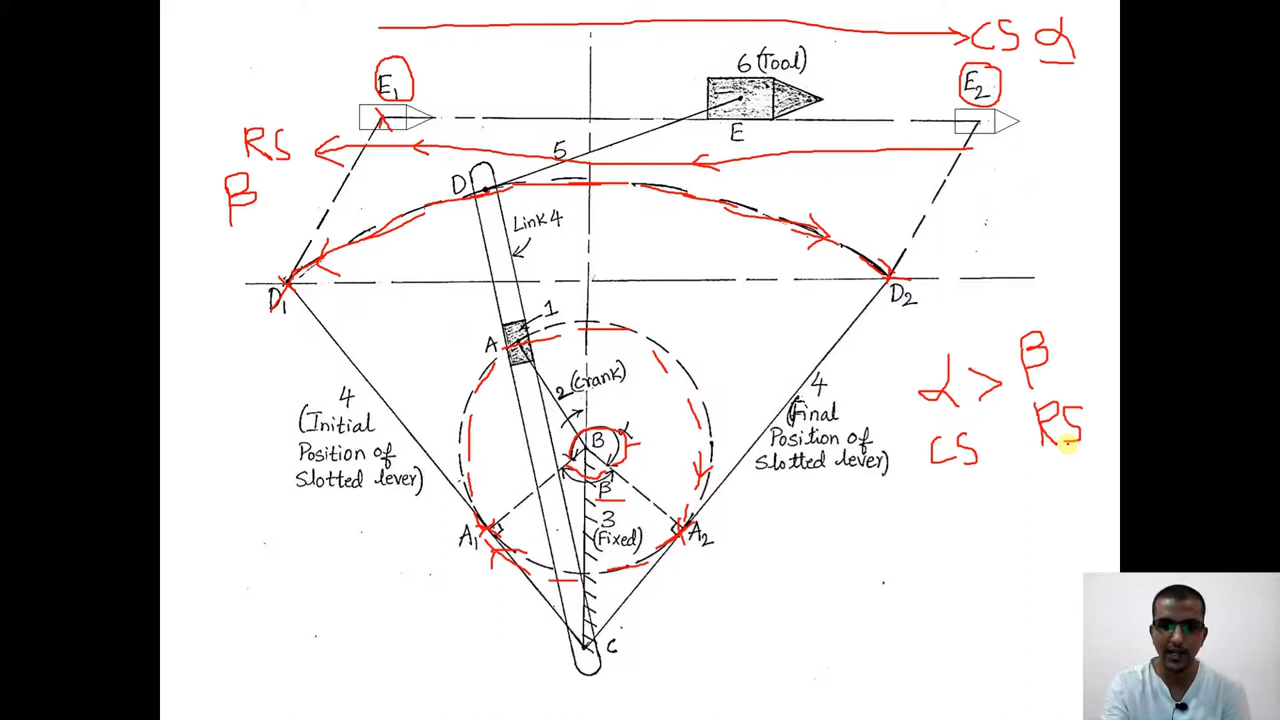 CS α
6 (Tool)
E₁
E₂
E
RS
5
β
D
Link 4
D₁
D₂
1
A
β
α >
2 (Crank)
4
(Initial
Position of
Slotted lever)
4
(Final
Position of
Slotted lever)
RS
CS
B
α
β
3
(Fixed)
A₁
A₂
C